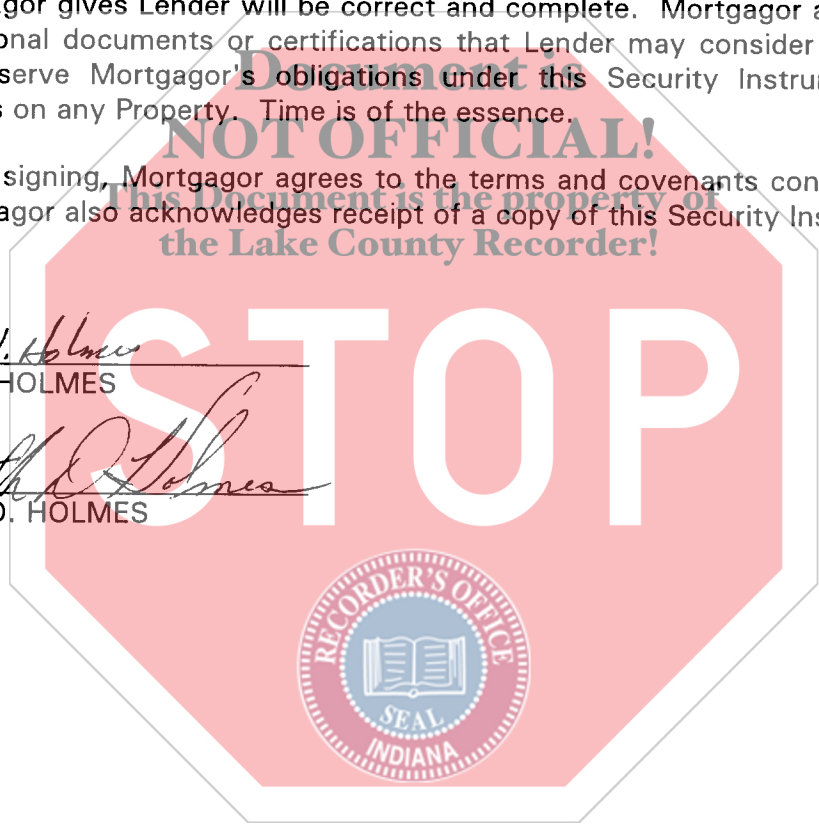 gor gives Lender will be correct and complete. Mortgagor a
onal documents or certifications that Lender may consider
serve Mortgagor's obligations under this Security Instru
s on any Property. Time is of the essence.
signing, Mortgagor agrees to the terms and covenants con
agor also acknowledges receipt of a copy of this Security Ins
Document is
NOT OFFICIAL!
This Document is the property of
the Lake County Recorder!
STOP
. Holmes
HOLMES
th D Holmes
D. HOLMES
RECORDER'S OFFICE
SEAL
INDIANA